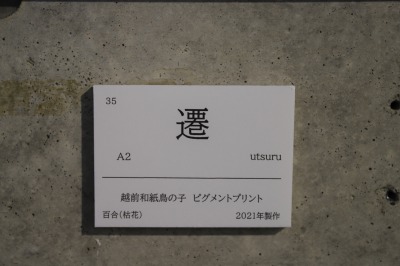 35
遷
A2 utsuru
越前和紙鳥の子 ピグメントプリント
百合(枯花) 2021年製作